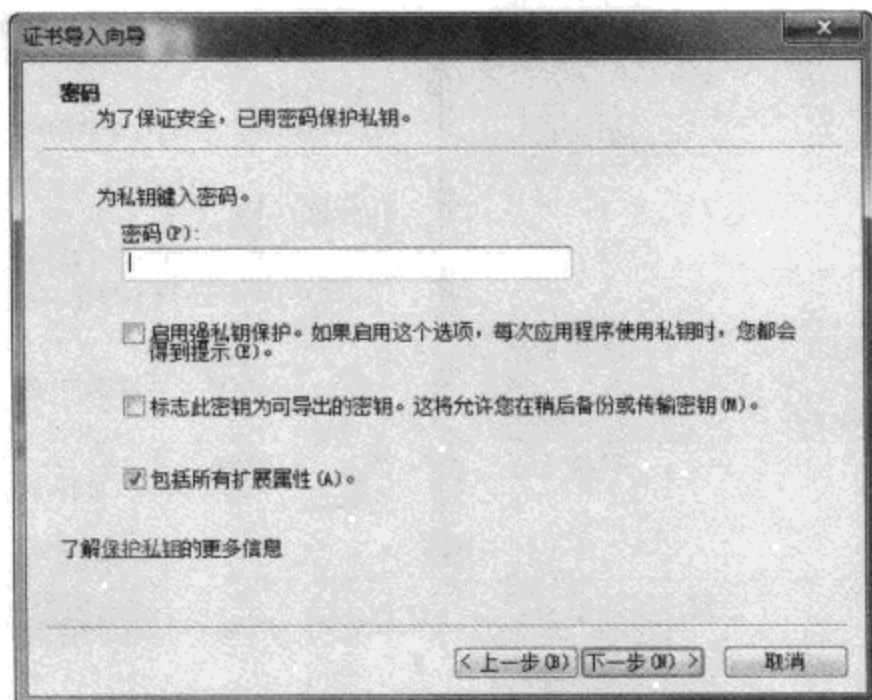 证书导入向导
密码
为了保证安全，已用密码保护私钥。
为私钥键入密码。
密码(P):
启用强私钥保护。如果启用这个选项，每次应用程序使用私钥时，您都会
得到提示(E)。
标志此密钥为可导出的密钥。这将允许您在稍后备份或传输密钥(M)。
包括所有扩展属性(A)。
了解保护私钥的更多信息
< 上一步(B) 下一步(N) > 取消